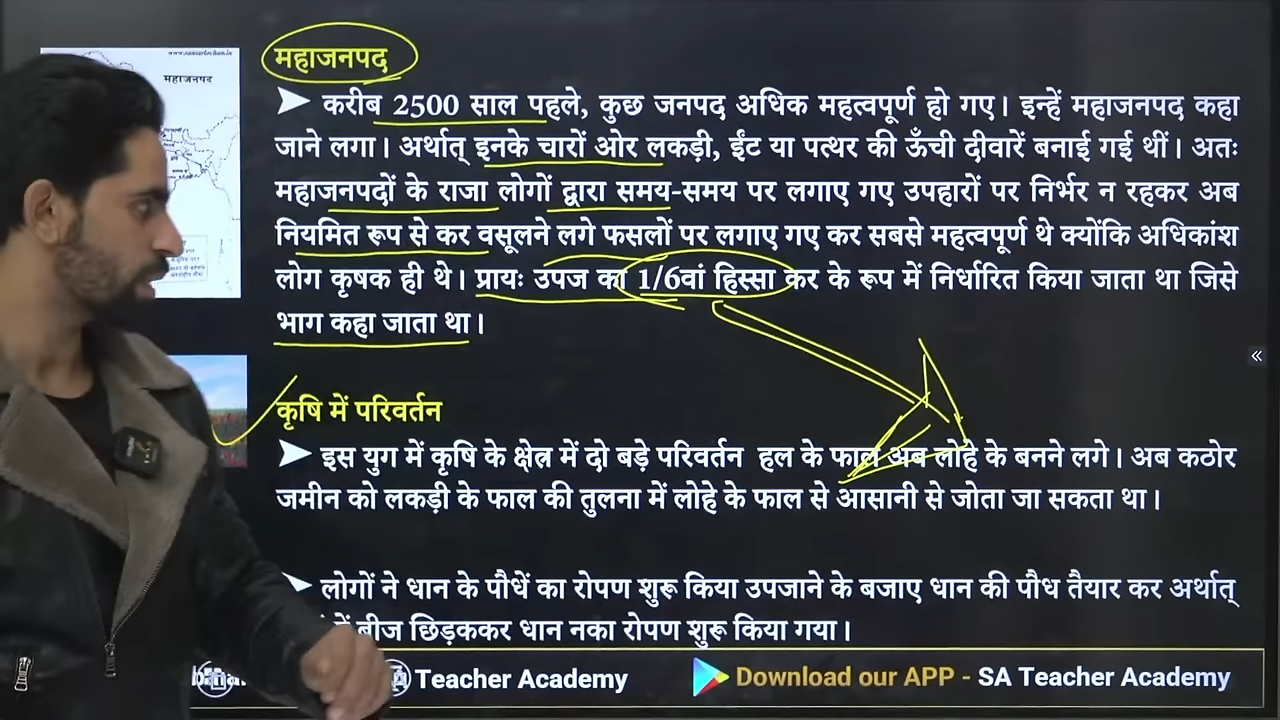 www.sansarlochan.in
महाजनपद
महाजनपद
करीब 2500 साल पहले, कुछ जनपद अधिक महत्वपूर्ण हो गए। इन्हें महाजनपद कहा
जाने लगा। अर्थात् इनके चारों ओर लकड़ी, ईंट या पत्थर की ऊँची दीवारें बनाई गई थीं। अतः
महाजनपदों के राजा लोगों द्वारा समय-समय पर लगाए गए उपहारों पर निर्भर न रहकर अब
नियमित रूप से कर वसूलने लगे फसलों पर लगाए गए कर सबसे महत्वपूर्ण थे क्योंकि अधिकांश
लोग कृषक ही थे। प्रायः उपज का 1/6वां हिस्सा कर के रूप में निर्धारित किया जाता था जिसे
भाग कहा जाता था।
कृषि में परिवर्तन
इस युग में कृषि के क्षेत्र में दो बड़े परिवर्तन हल के फाल अब लोहे के बनने लगे। अब कठोर
जमीन को लकड़ी के फाल की तुलना में लोहे के फाल से आसानी से जोता जा सकता था।
लोगों ने धान के पौधें का रोपण शुरू किया उपजाने के बजाए धान की पौध तैयार कर अर्थात्
बीज छिड़ककर धान नका रोपण शुरू किया गया।
Teacher Academy
Download our APP - SA Teacher Academy